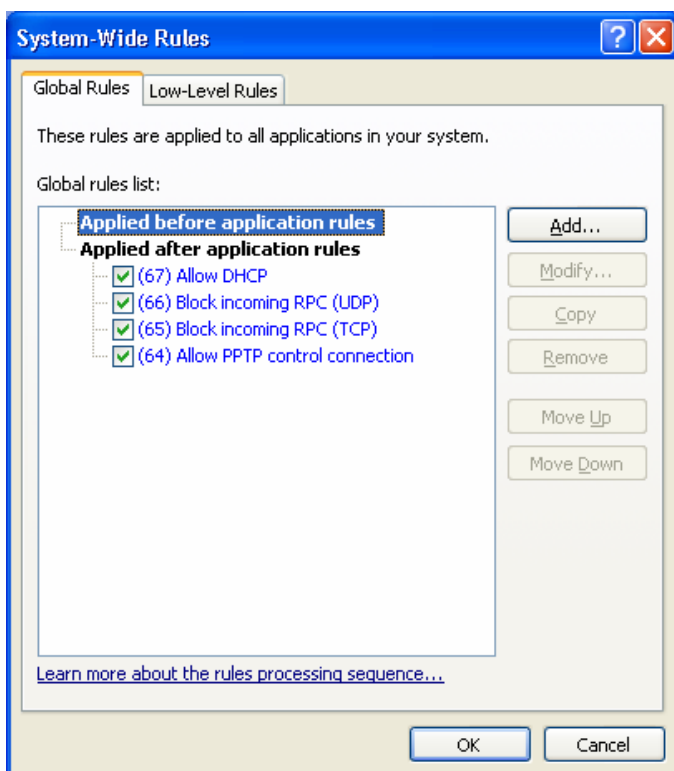 System-Wide Rules
Global Rules
Low-Level Rules
These rules are applied to all applications in your system.
Global rules list:
Applied before application rules
Applied after application rules
(67) Allow DHCP
(66) Block incoming RPC (UDP)
(65) Block incoming RPC (TCP)
(64) Allow PPTP control connection
Add...
Modify...
Copy
Remove
Move Up
Move Down
Learn more about the rules processing sequence...
OK
Cancel